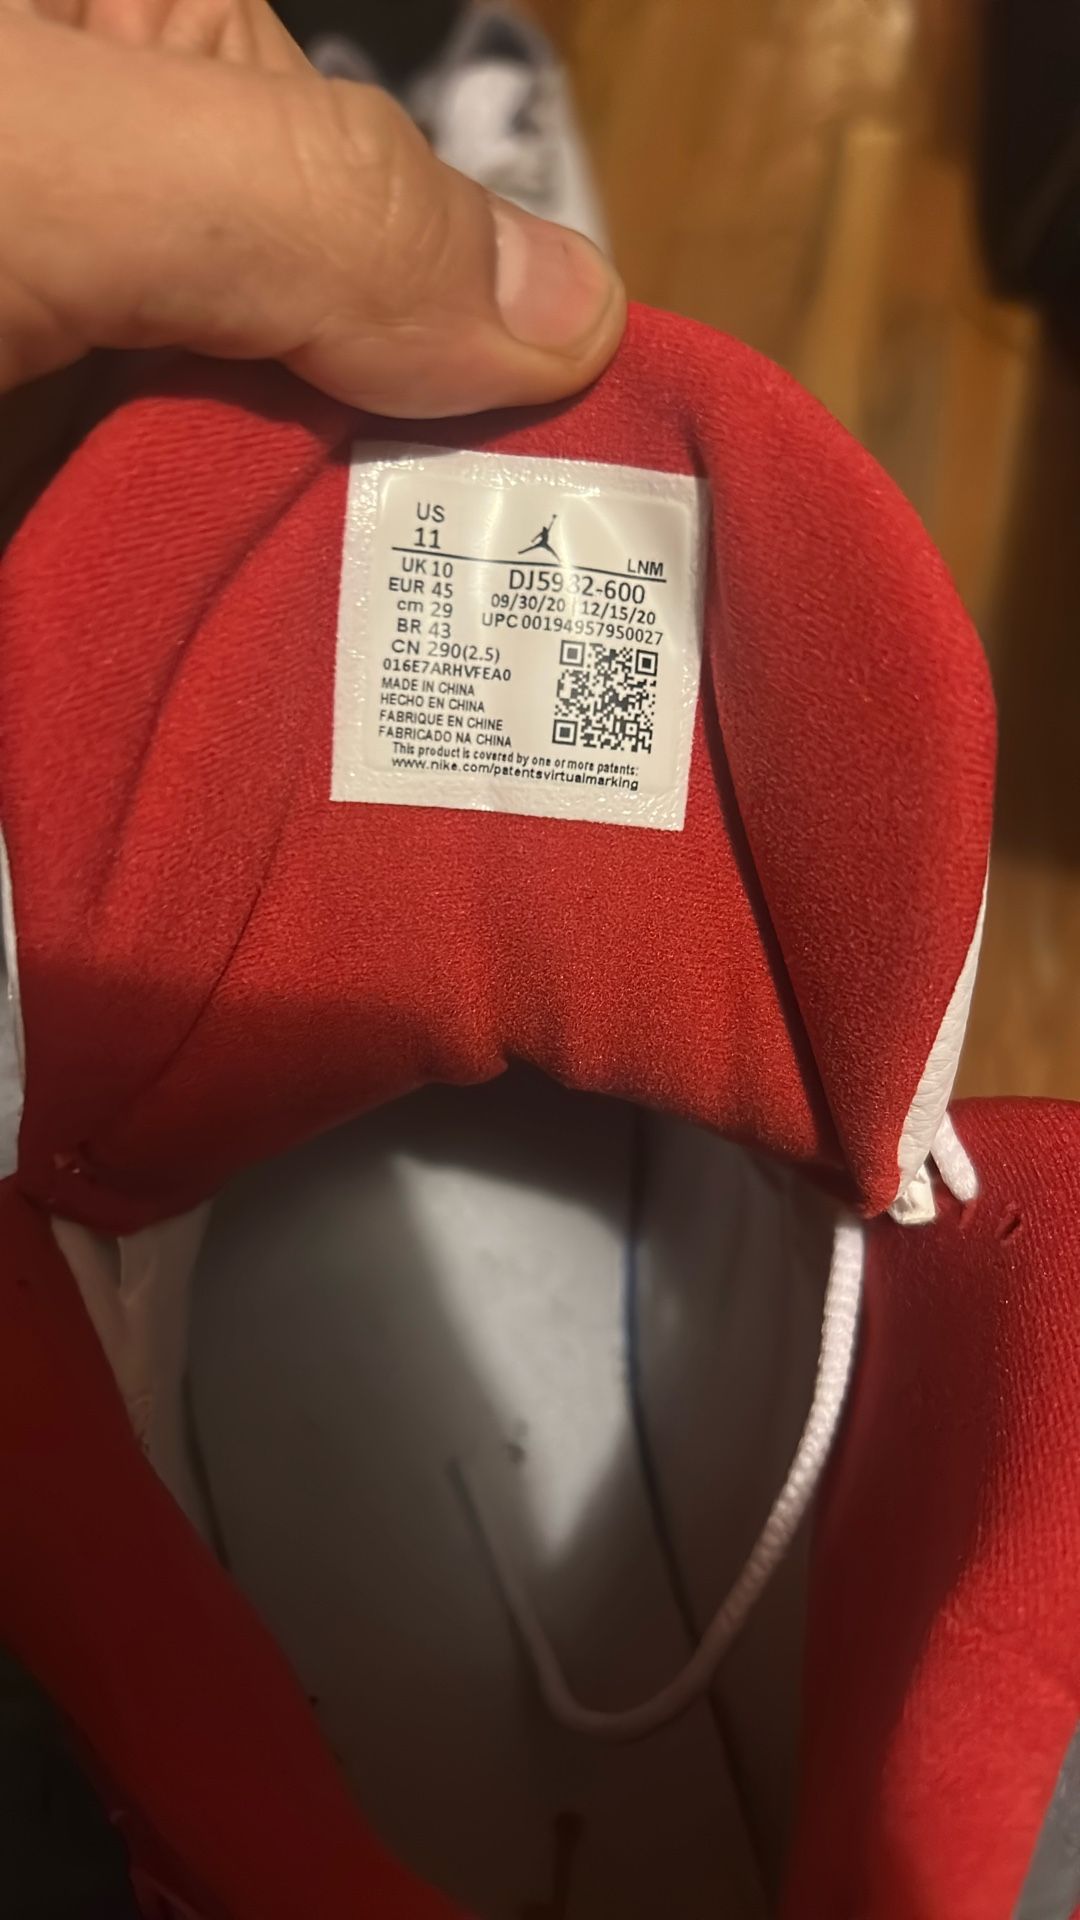 US
11
LNM
UK 10
DJ5982-600
EUR 45
09/30/20 12/15/20
cm 29
UPC 00194957950027
BR 43
CN 290(2.5)
016E7ARHVFEA0
MADE IN CHINA
HECHO EN CHINA
FABRIQUE EN CHINE
FABRICADO NA CHINA
This product is covered by one or more patents:
www.nike.com/patentsvirtualmarking